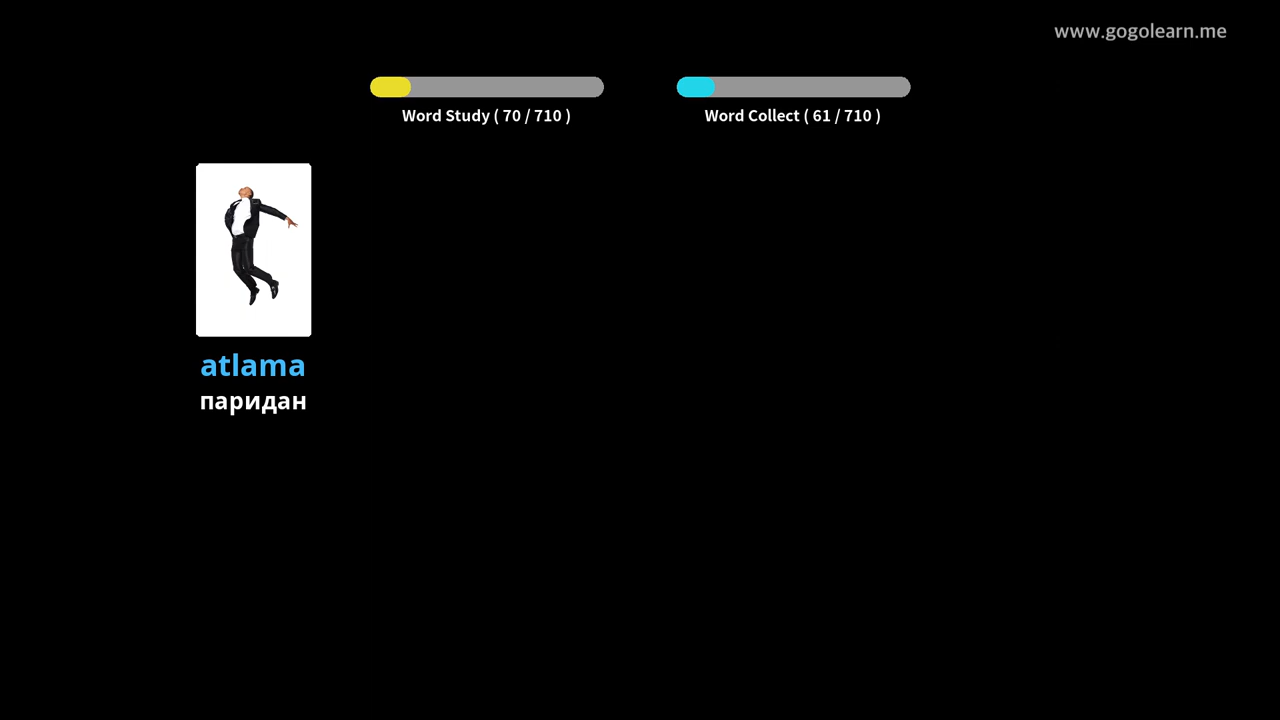 www.gogolearn.me
Word Study ( 70 / 710 )
Word Collect ( 61 / 710 )
atlama
паридан